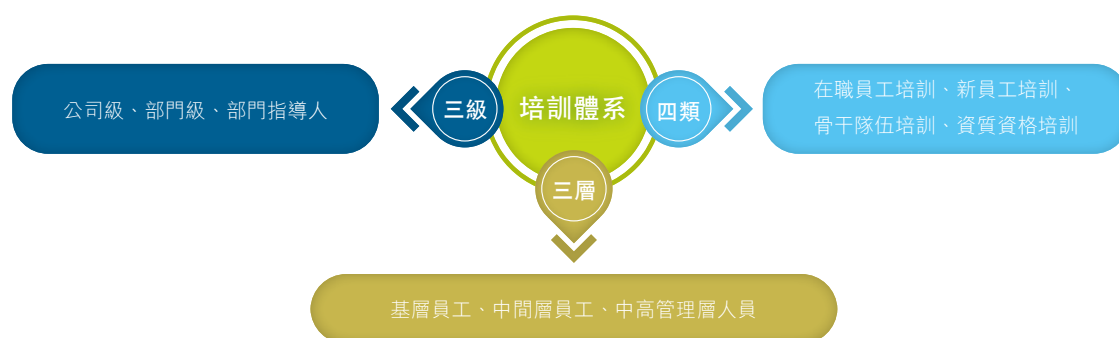 培訓體系
三級
公司級、部門級、部門指導人
四類
在職員工培訓、新員工培訓、
骨干隊伍培訓、資質資格培訓
三層
基層員工、中間層員工、中高管理層人員